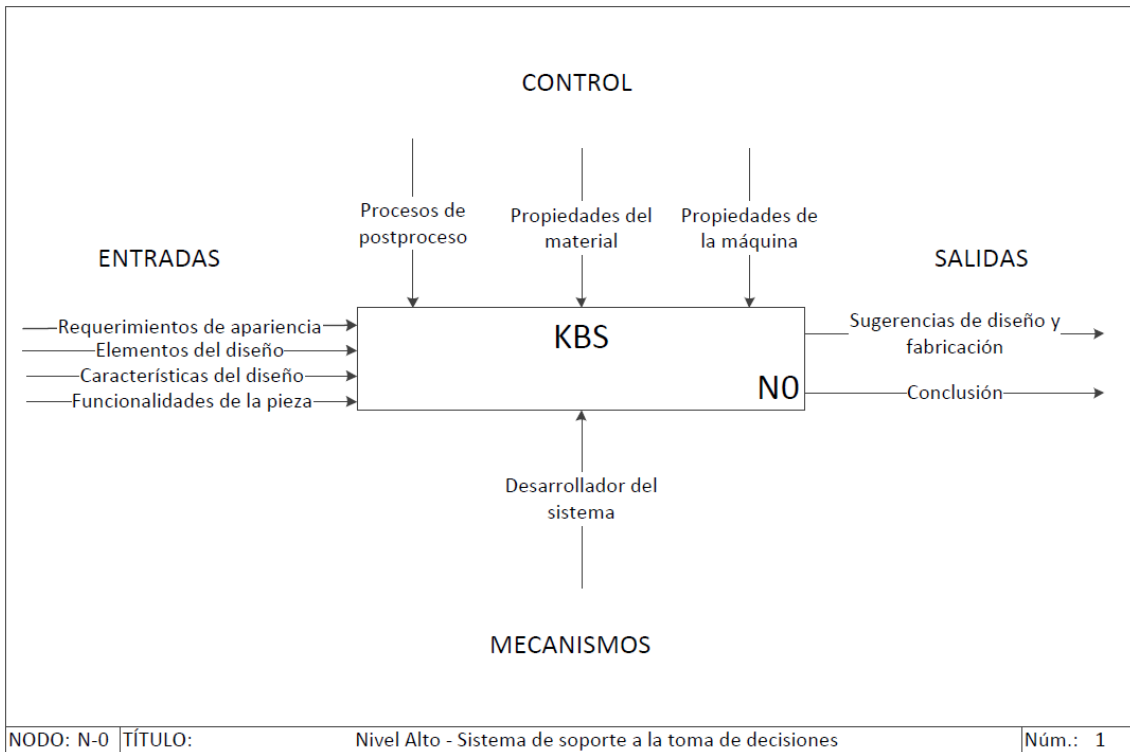 CONTROL
Procesos de
postproceso
Propiedades del
material
Propiedades de
la máquina
ENTRADAS
SALIDAS
Requerimientos de apariencia
Elementos del diseño
Características del diseño
Funcionalidades de la pieza
KBS
N0
Sugerencias de diseño y
fabricación
Conclusión
Desarrollador del
sistema
MECANISMOS
NODO: N-0 TÍTULO: Nivel Alto - Sistema de soporte a la toma de decisiones Núm.: 1